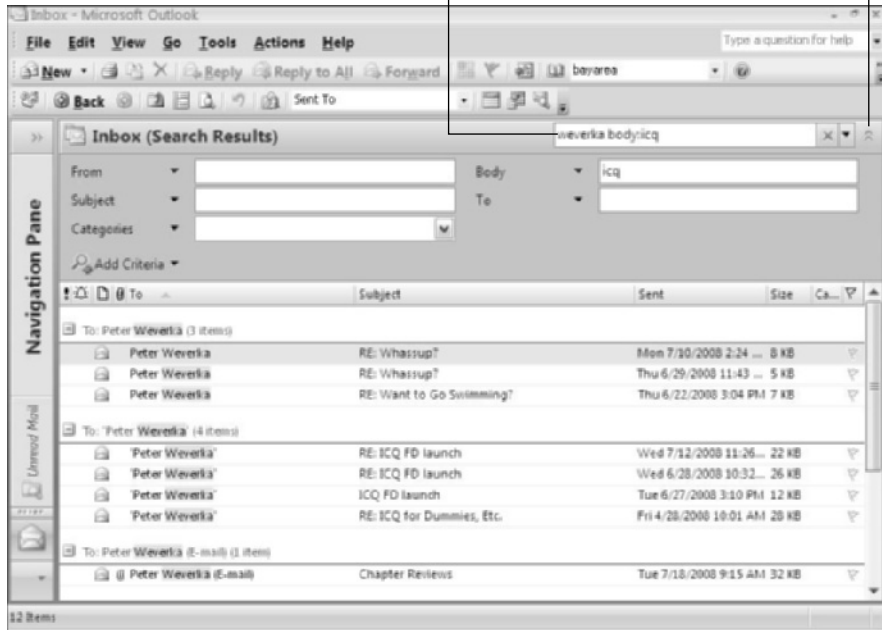 Inbox - Microsoft Outlook
File Edit View Go Tools Actions Help Type a question for help
New Reply Reply to All Forward bayarea
Back Sent To
Inbox (Search Results) weverka body:icq
From Body icq
Subject To
Categories
Add Criteria
Navigation Pane
Unread Mail
To Subject Sent Size Ca...
To: Peter Weverka (3 items)
Peter Weverka RE: Whassup? Mon 7/10/2008 2:24 ... 8 KB
Peter Weverka RE: Whassup? Thu 6/29/2008 11:43 ... 5 KB
Peter Weverka RE: Want to Go Swimming? Thu 6/22/2008 3:04 PM 7 KB
To: 'Peter Weverka' (4 items)
'Peter Weverka' RE: ICQ FD launch Wed 7/12/2008 11:26... 22 KB
'Peter Weverka' RE: ICQ FD launch Wed 6/28/2008 10:32... 26 KB
'Peter Weverka' ICQ FD launch Tue 6/27/2008 3:10 PM 12 KB
'Peter Weverka' RE: ICQ for Dummies, Etc. Fri 4/28/2008 10:01 AM 28 KB
To: Peter Weverka (E-mail) (1 item)
Peter Weverka (E-mail) Chapter Reviews Tue 7/18/2008 9:15 AM 32 KB
12 Items